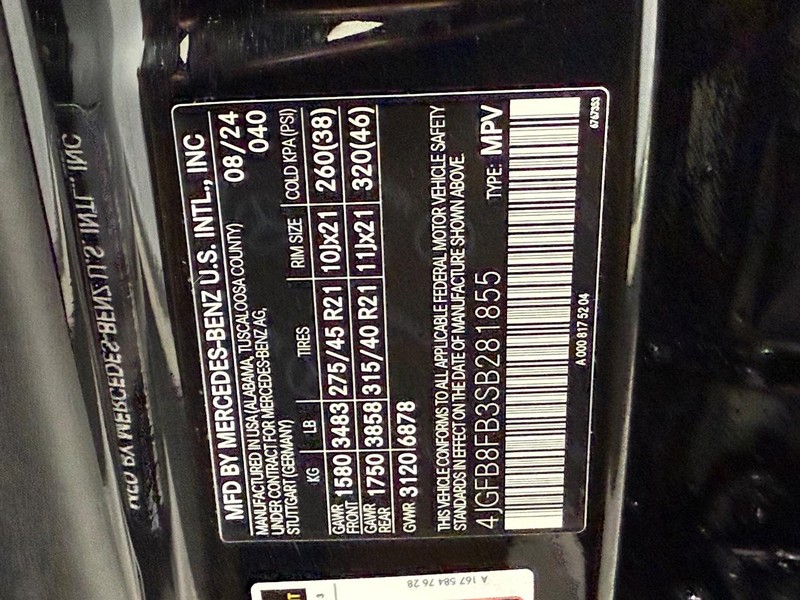 MFD BY MERCEDES-BENZ U.S. INTL., INC
MANUFACTURED IN USA (ALABAMA, TUSCALOOSA COUNTY) 08/24
UNDER CONTRACT FOR MERCEDES-BENZ AG, 040
STUTTGART (GERMANY)
KG LB TIRES RIM SIZE COLD KPA (PSI)
GAWR FRONT 1580 3483 275/45 R21 10Jx21 260(38)
GAWR REAR 1750 3858 315/40 R21 11Jx21 320(46)
GVWR 3120 6878
THIS VEHICLE CONFORMS TO ALL APPLICABLE FEDERAL MOTOR VEHICLE SAFETY
STANDARDS IN EFFECT ON THE DATE OF MANUFACTURE SHOWN ABOVE.
4JGFB8FB3SB281855 TYPE: MPV
A 000 817 52 04 6767353
A 167 584 76 28